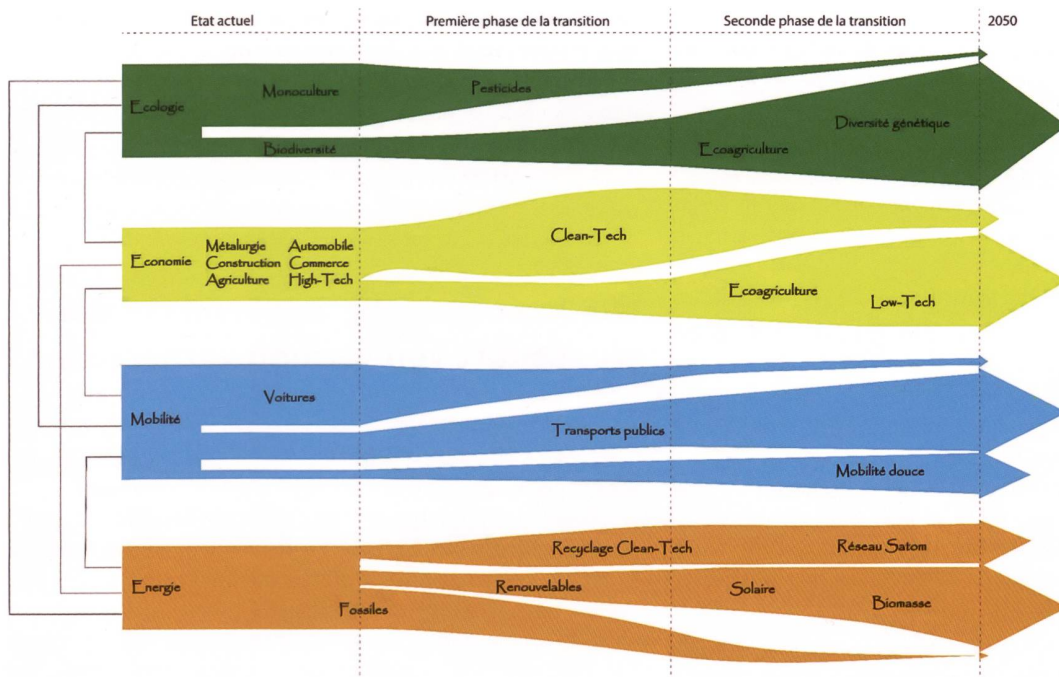 Etat actuel
Première phase de la transition
Seconde phase de la transition
2050
Ecologie
Monoculture
Pesticides
Biodiversité
Ecoagriculture
Diversité génétique
Economie
Métalurgie Automobile
Construction Commerce
Agriculture High-Tech
Clean-Tech
Ecoagriculture
Low-Tech
Mobilité
Voitures
Transports publics
Mobilité douce
Energie
Recyclage Clean-Tech
Réseau Satom
Renouvelables
Solaire
Biomasse
Fossiles